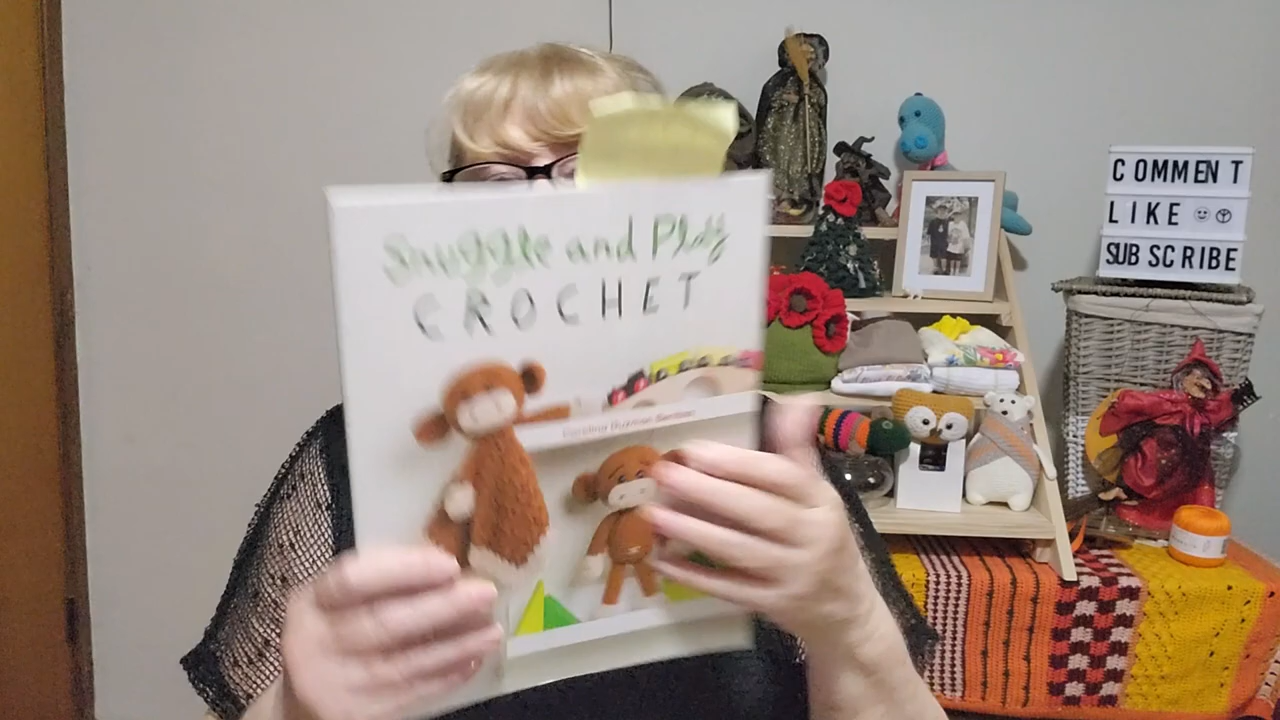 Snuggle and Play
CROCHET
COMMENT
LIKE
SUBSCRIBE